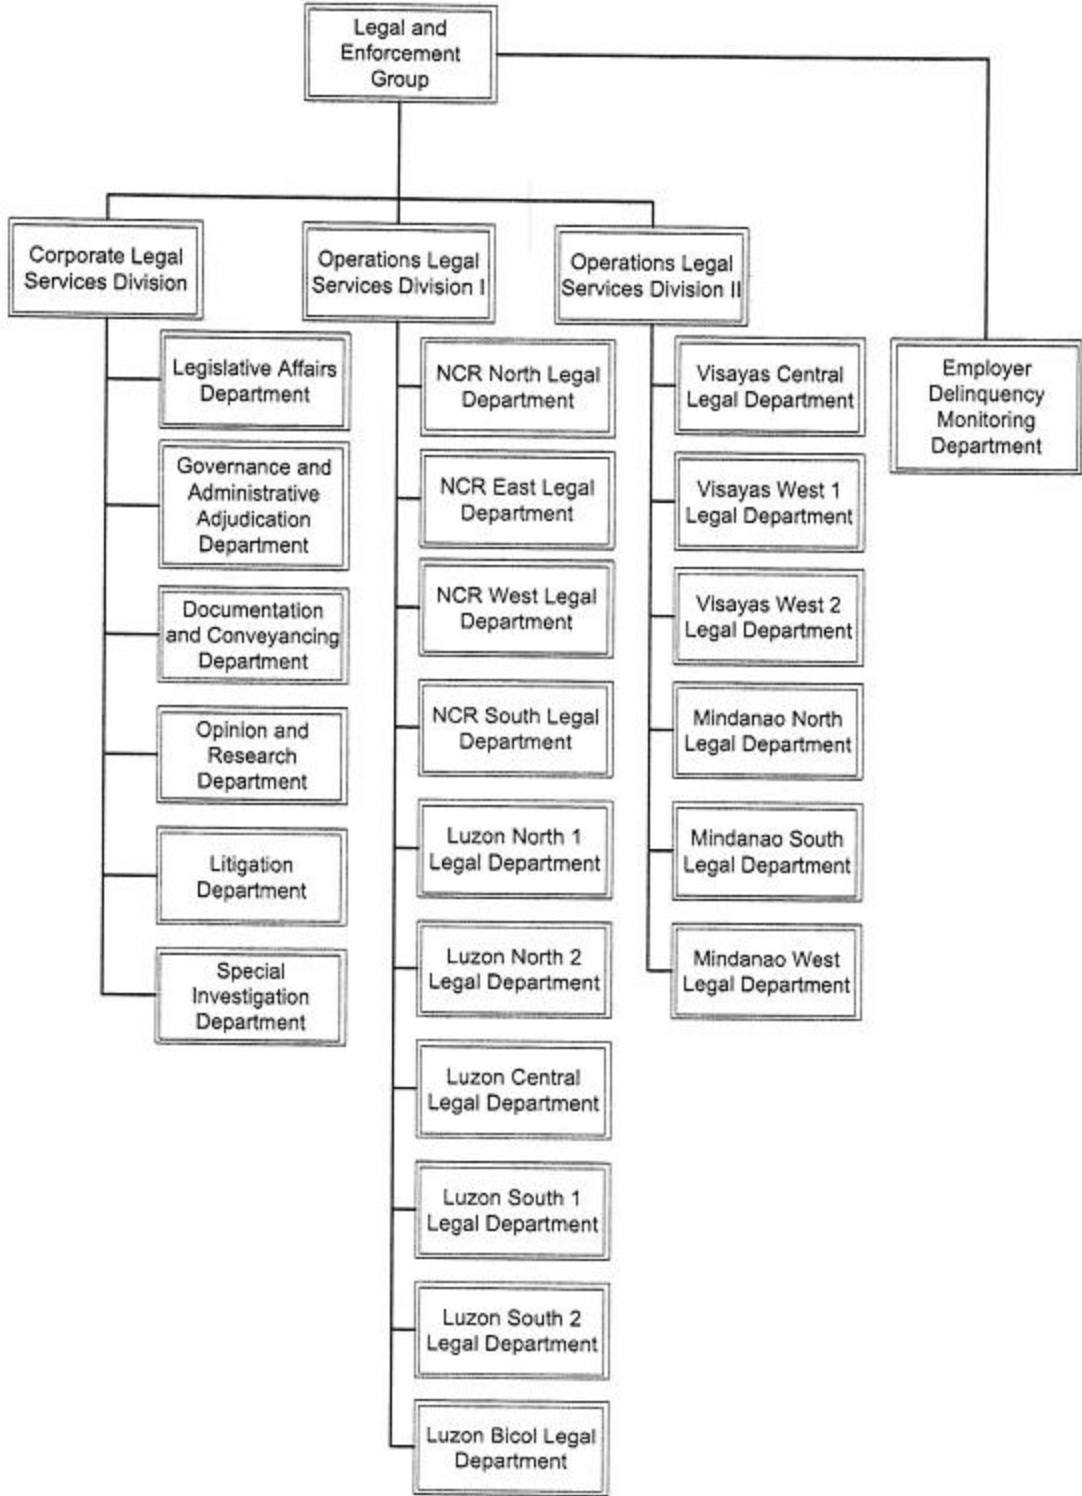 Legal and
Enforcement
Group
Corporate Legal
Services Division
Legislative Affairs
Department
Governance and
Administrative
Adjudication
Department
Documentation
and Conveyancing
Department
Opinion and
Research
Department
Litigation
Department
Special
Investigation
Department
Operations Legal
Services Division I
NCR North Legal
Department
NCR East Legal
Department
NCR West Legal
Department
NCR South Legal
Department
Luzon North 1
Legal Department
Luzon North 2
Legal Department
Luzon Central
Legal Department
Luzon South 1
Legal Department
Luzon South 2
Legal Department
Luzon Bicol Legal
Department
Operations Legal
Services Division II
Visayas Central
Legal Department
Visayas West 1
Legal Department
Visayas West 2
Legal Department
Mindanao North
Legal Department
Mindanao South
Legal Department
Mindanao West
Legal Department
Employer
Delinquency
Monitoring
Department